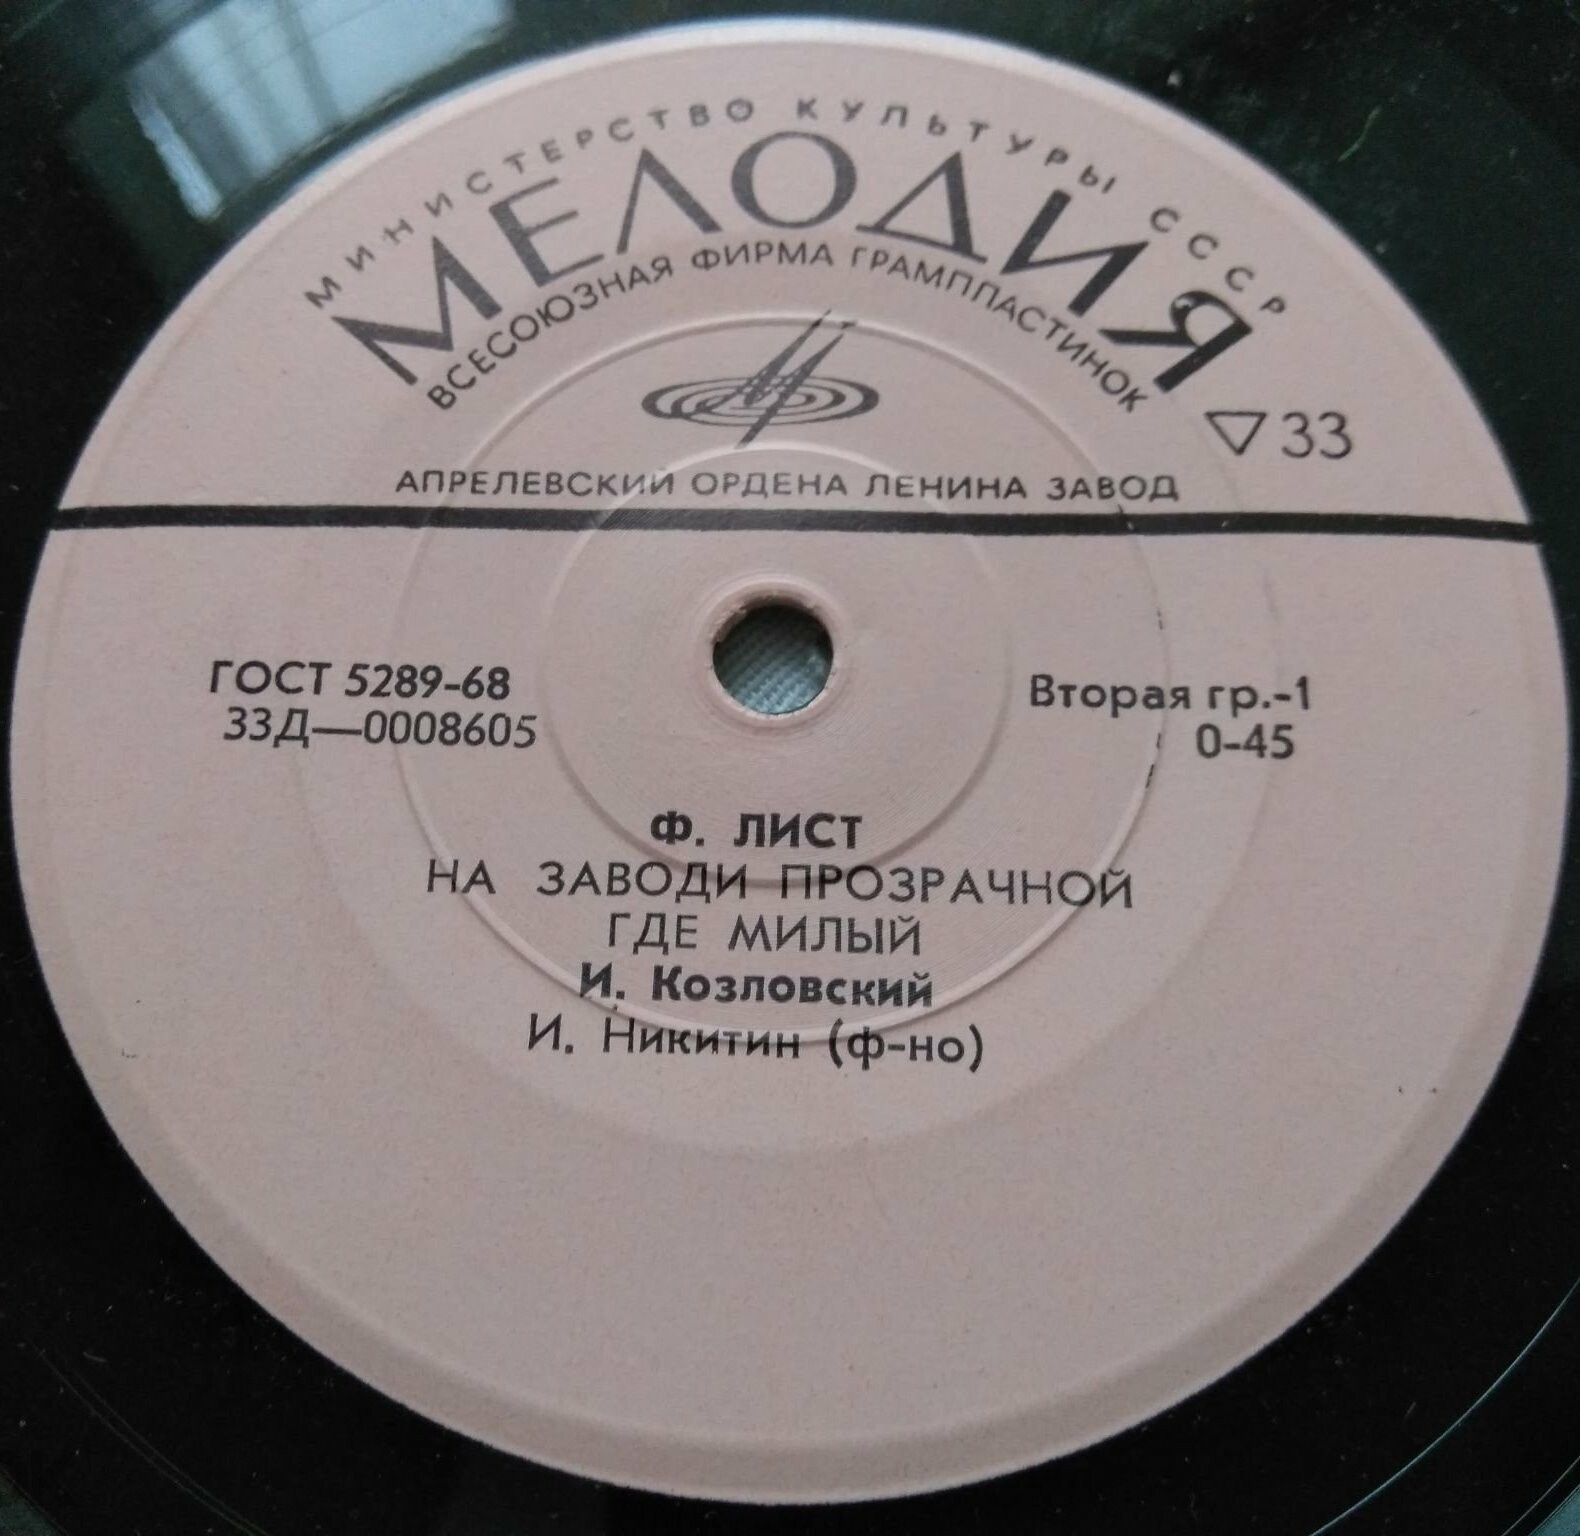 МИНИСТЕРСТВО КУЛЬТУРЫ СССР
МЕЛОДИЯ
ВСЕСОЮЗНАЯ ФИРМА ГРАМПЛАСТИНОК
33
АПРЕЛЕВСКИЙ ОРДЕНА ЛЕНИНА ЗАВОД
ГОСТ 5289-68
33Д—0008605
Вторая гр.-1
0-45
Ф. ЛИСТ
НА ЗАВОДИ ПРОЗРАЧНОЙ
ГДЕ МИЛЫЙ
И. Козловский
И. Никитин (ф-но)